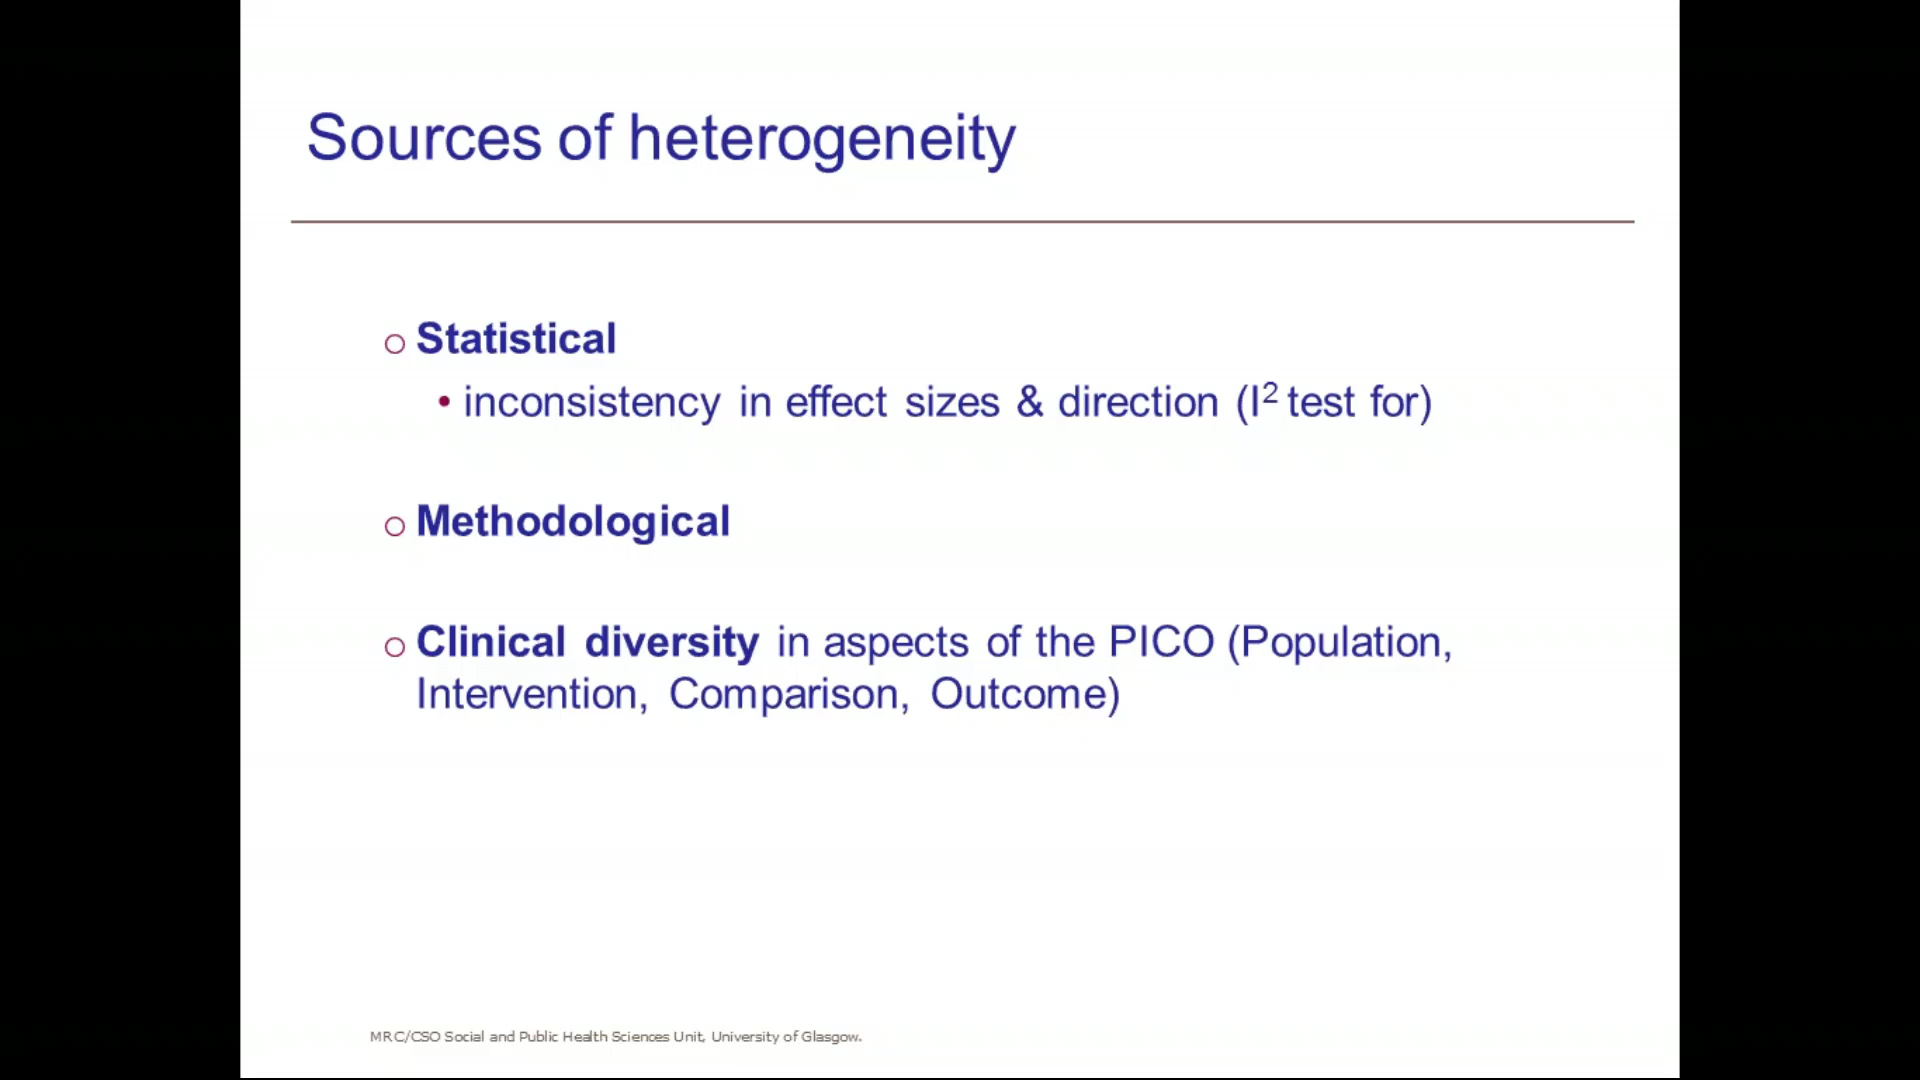 Sources of heterogeneity
Statistical
inconsistency in effect sizes & direction (I² test for)
Methodological
Clinical diversity in aspects of the PICO (Population,
Intervention, Comparison, Outcome)
MRC/CSO Social and Public Health Sciences Unit, University of Glasgow.